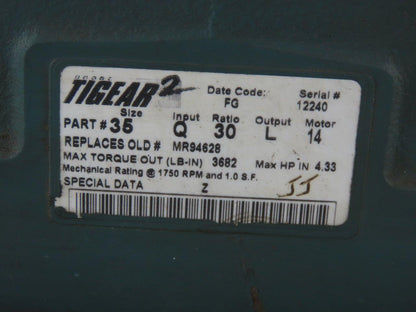 TIGEAR 2
Date Code: Serial #
FG 12240
Size Input Ratio Output Motor
PART # 35 Q 30 L 14
REPLACES OLD # MR94628
MAX TORQUE OUT (LB-IN) 3682 Max HP IN 4.33
Mechanical Rating @ 1750 RPM and 1.0 S.F.
SPECIAL DATA Z JJ